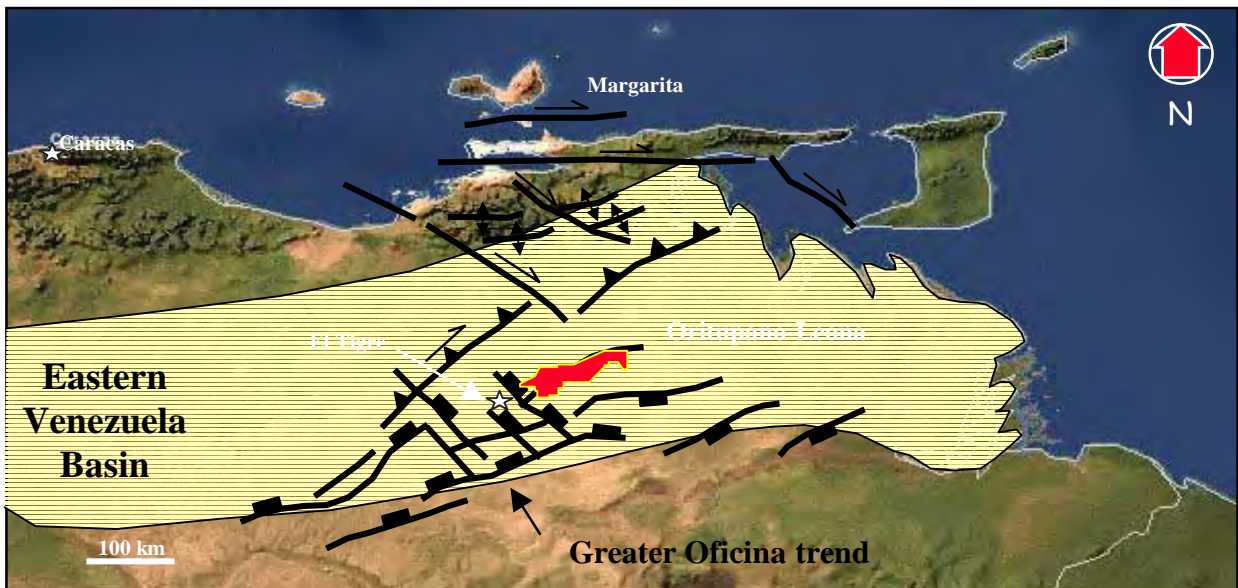 Margarita
N
Caracas
Oritupano-Leona
El Tigre
Eastern
Venezuela
Basin
100 km
Greater Oficina trend